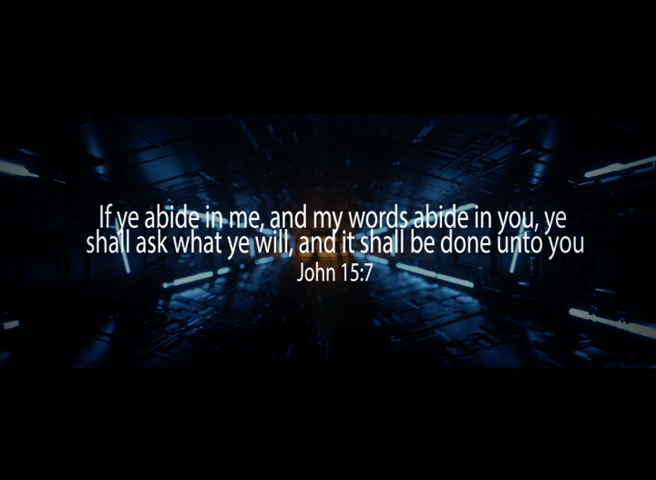 If ye abide in me, and my words abide in you, ye
shall ask what ye will, and it shall be done unto you
John 15:7